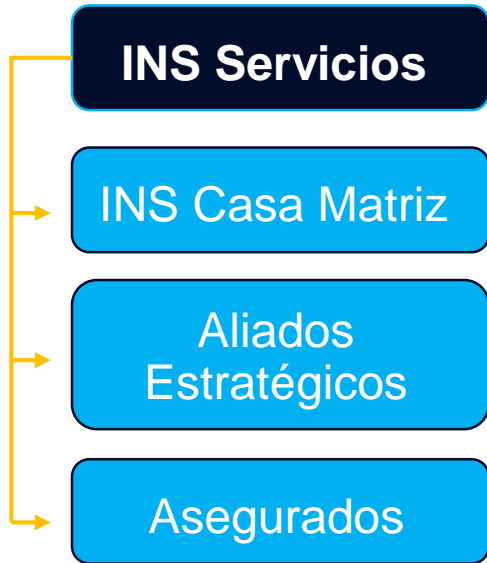 INS Servicios
INS Casa Matriz
Aliados
Estratégicos
Asegurados